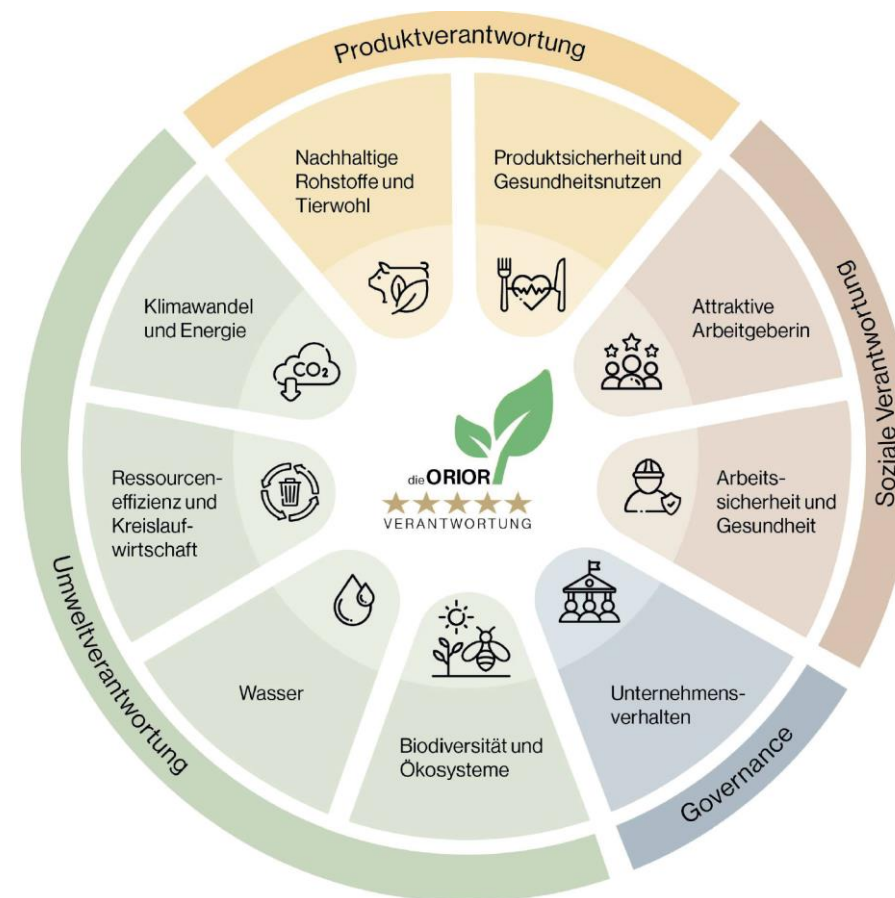 Produktverantwortung
Nachhaltige
Rohstoffe und
Tierwohl
Produktsicherheit und
Gesundheitsnutzen
Soziale Verantwortung
Attraktive
Arbeitgeberin
Arbeits-
sicherheit und
Gesundheit
Governance
Unternehmens-
verhalten
Umweltverantwortung
Biodiversität und
Ökosysteme
Wasser
Ressourcen-
effizienz und
Kreislauf-
wirtschaft
Klimawandel
und Energie
CO₂
die ORIOR
VERANTWORTUNG